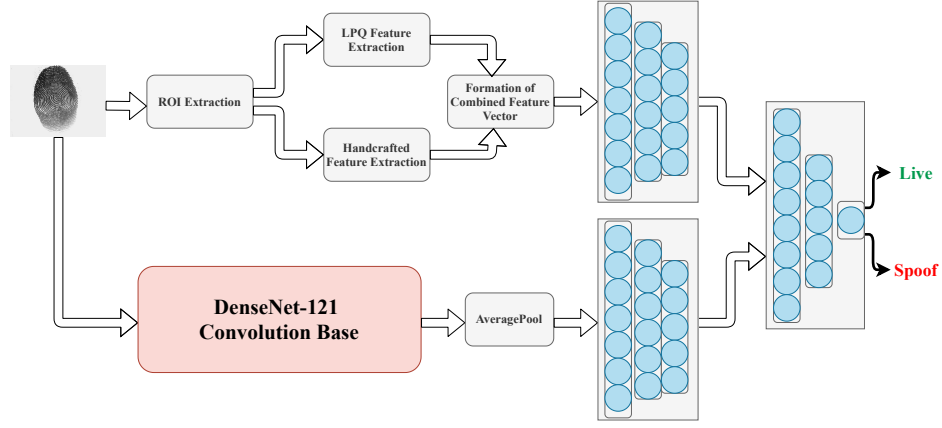 ROI Extraction
LPQ Feature
Extraction
Handcrafted
Feature Extraction
Formation of
Combined Feature
Vector
DenseNet-121
Convolution Base
AveragePool
Live
Spoof